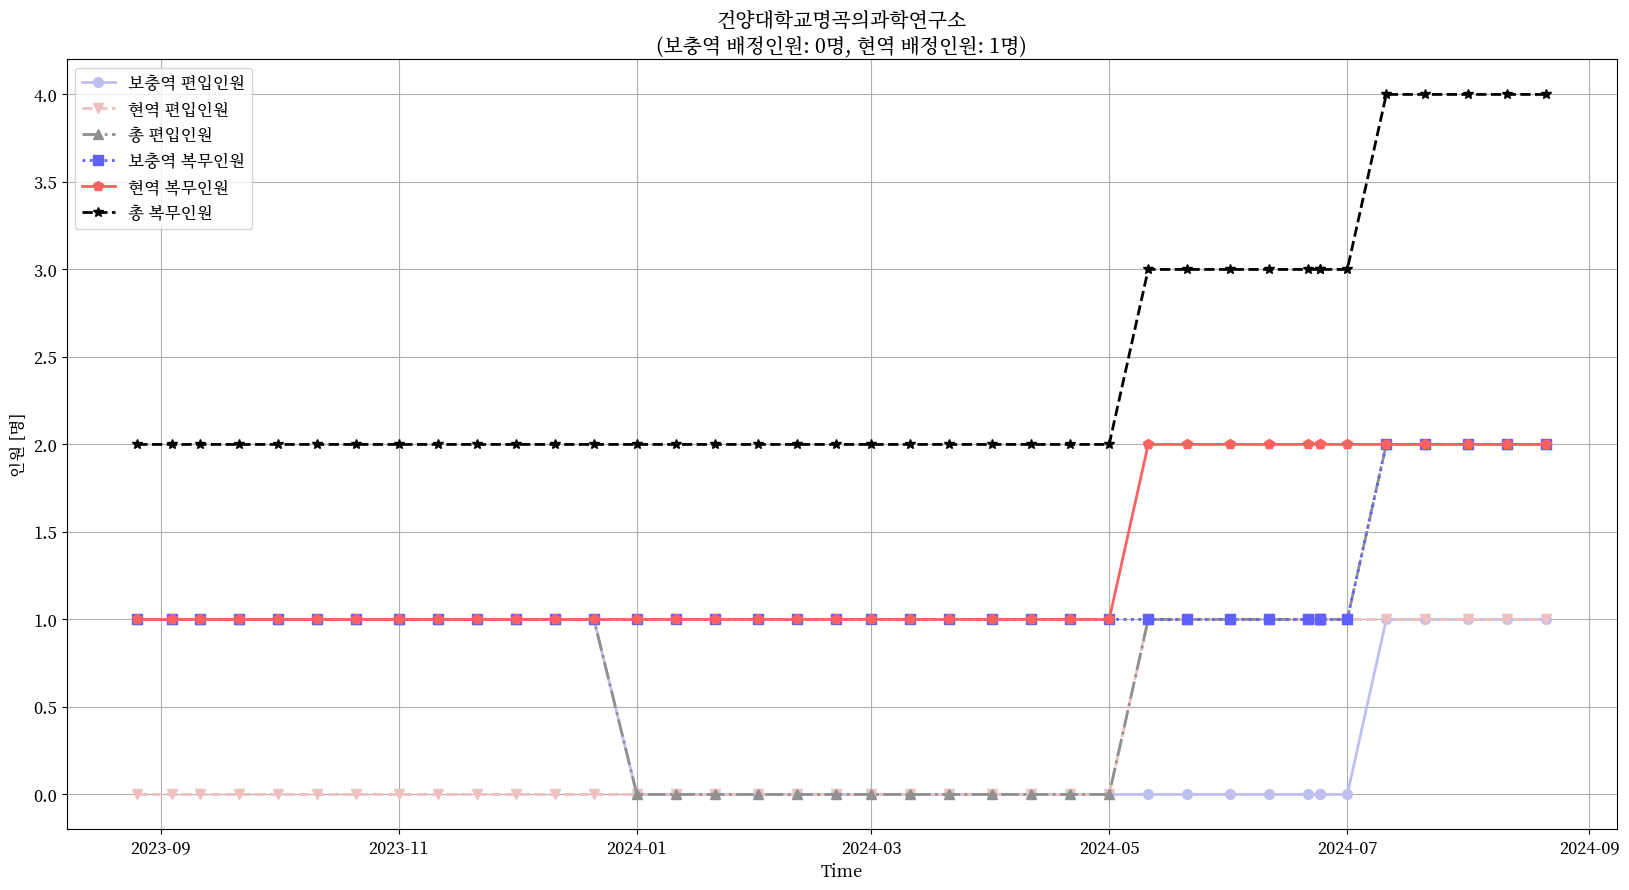 건양대학교명곡의과학연구소
(보충역 배정인원: 0명, 현역 배정인원: 1명)
보충역 편입인원
현역 편입인원
총 편입인원
보충역 복무인원
현역 복무인원
총 복무인원
4.0
3.5
3.0
2.5
2.0
1.5
1.0
0.5
0.0
인원 [명]
2023-09
2023-11
2024-01
2024-03
2024-05
2024-07
2024-09
Time